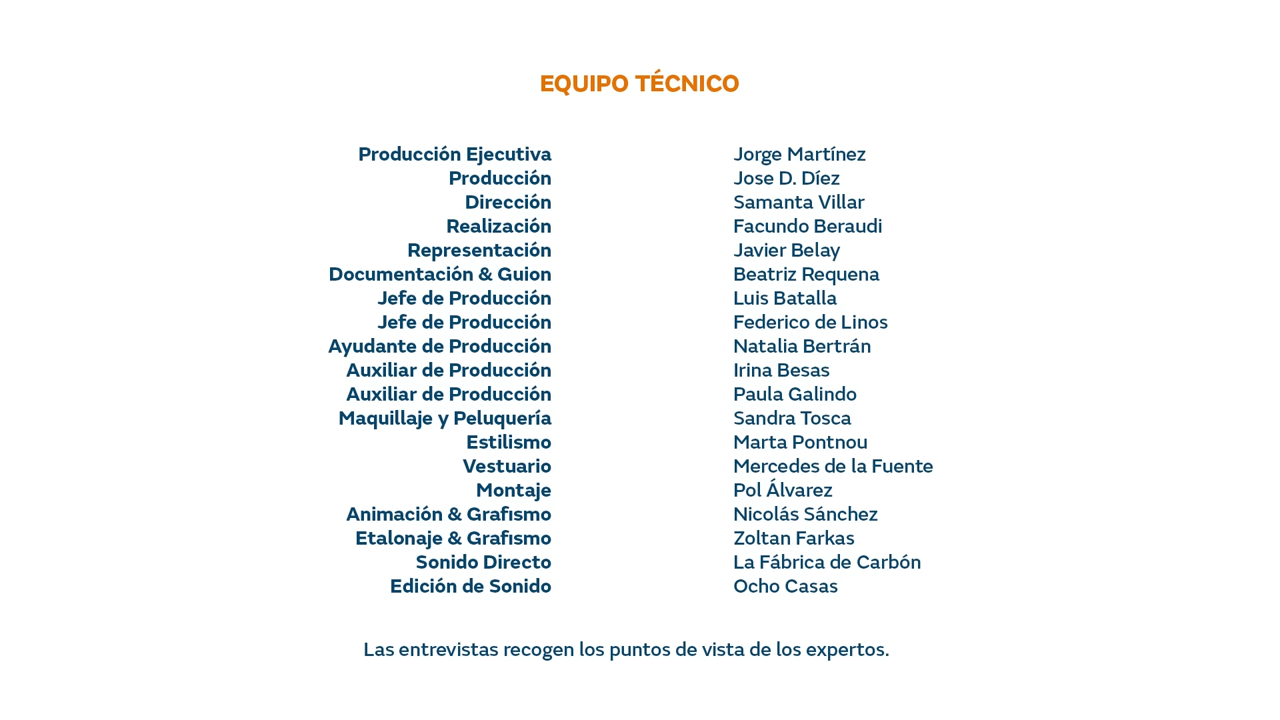 EQUIPO TÉCNICO
Producción Ejecutiva Jorge Martínez
Producción Jose D. Díez
Dirección Samanta Villar
Realización Facundo Beraudi
Representación Javier Belay
Documentación & Guion Beatriz Requena
Jefe de Producción Luis Batalla
Jefe de Producción Federico de Linos
Ayudante de Producción Natalia Bertrán
Auxiliar de Producción Irina Besas
Auxiliar de Producción Paula Galindo
Maquillaje y Peluquería Sandra Tosca
Estilismo Marta Pontnou
Vestuario Mercedes de la Fuente
Montaje Pol Álvarez
Animación & Grafismo Nicolás Sánchez
Etalonaje & Grafismo Zoltan Farkas
Sonido Directo La Fábrica de Carbón
Edición de Sonido Ocho Casas
Las entrevistas recogen los puntos de vista de los expertos.